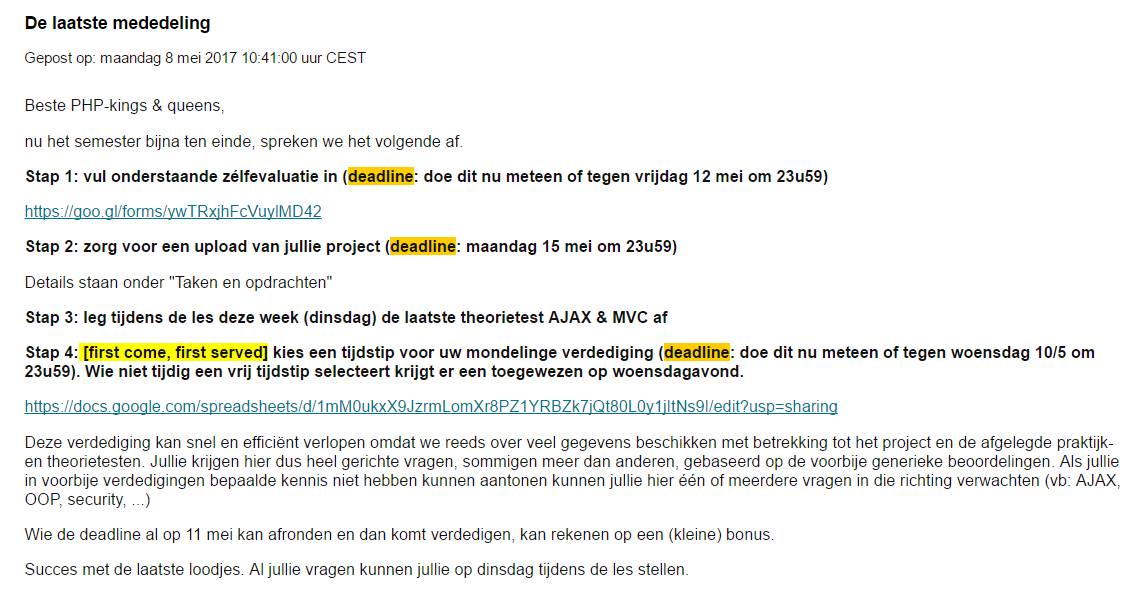 De laatste mededeling
Gepost op: maandag 8 mei 2017 10:41:00 uur CEST
Beste PHP-kings & queens,
nu het semester bijna ten einde, spreken we het volgende af.
Stap 1: vul onderstaande zélfevaluatie in (deadline: doe dit nu meteen of tegen vrijdag 12 mei om 23u59)
https://goo.gl/forms/ywTRxjhFcVuylMD42
Stap 2: zorg voor een upload van jullie project (deadline: maandag 15 mei om 23u59)
Details staan onder "Taken en opdrachten"
Stap 3: leg tijdens de les deze week (dinsdag) de laatste theorietest AJAX & MVC af
Stap 4: [first come, first served] kies een tijdstip voor uw mondelinge verdediging (deadline: doe dit nu meteen of tegen woensdag 10/5 om
23u59). Wie niet tijdig een vrij tijdstip selecteert krijgt er een toegewezen op woensdagavond.
https://docs.google.com/spreadsheets/d/1mM0ukxX9JzrmLomXr8PZ1YRBZk7jQt80L0y1jItNs9I/edit?usp=sharing
Deze verdediging kan snel en efficiënt verlopen omdat we reeds over veel gegevens beschikken met betrekking tot het project en de afgelegde praktijk-
en theorietesten. Jullie krijgen hier dus heel gerichte vragen, sommigen meer dan anderen, gebaseerd op de voorbije generieke beoordelingen. Als jullie
in voorbije verdedigingen bepaalde kennis niet hebben kunnen aantonen kunnen jullie hier één of meerdere vragen in die richting verwachten (vb: AJAX,
OOP, security, ...)
Wie de deadline al op 11 mei kan afronden en dan komt verdedigen, kan rekenen op een (kleine) bonus.
Succes met de laatste loodjes. Al jullie vragen kunnen jullie op dinsdag tijdens de les stellen.